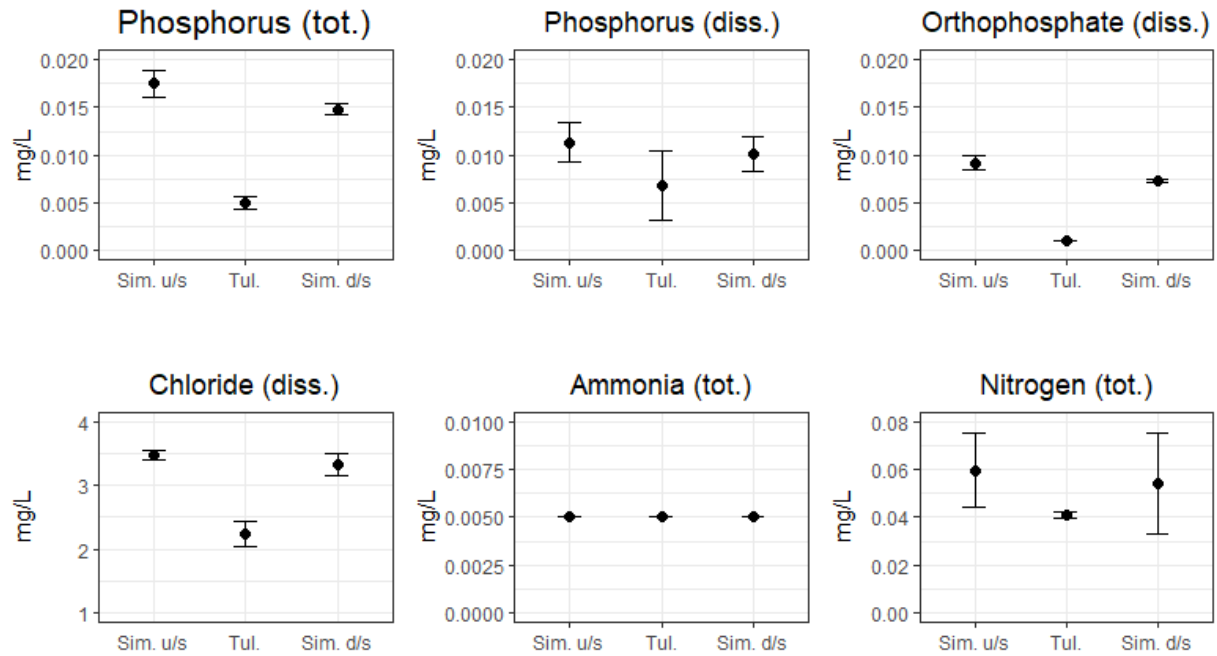 Phosphorus (tot.)
0.020
0.015
0.010
0.005
0.000
mg/L
Sim. u/s Tul. Sim. d/s
Phosphorus (diss.)
0.020
0.015
0.010
0.005
0.000
mg/L
Sim. u/s Tul. Sim. d/s
Orthophosphate (diss.)
0.020
0.015
0.010
0.005
0.000
mg/L
Sim. u/s Tul. Sim. d/s
Chloride (diss.)
4
3
2
1
mg/L
Sim. u/s Tul. Sim. d/s
Ammonia (tot.)
0.0100
0.0075
0.0050
0.0025
0.0000
mg/L
Sim. u/s Tul. Sim. d/s
Nitrogen (tot.)
0.08
0.06
0.04
0.02
0.00
mg/L
Sim. u/s Tul. Sim. d/s